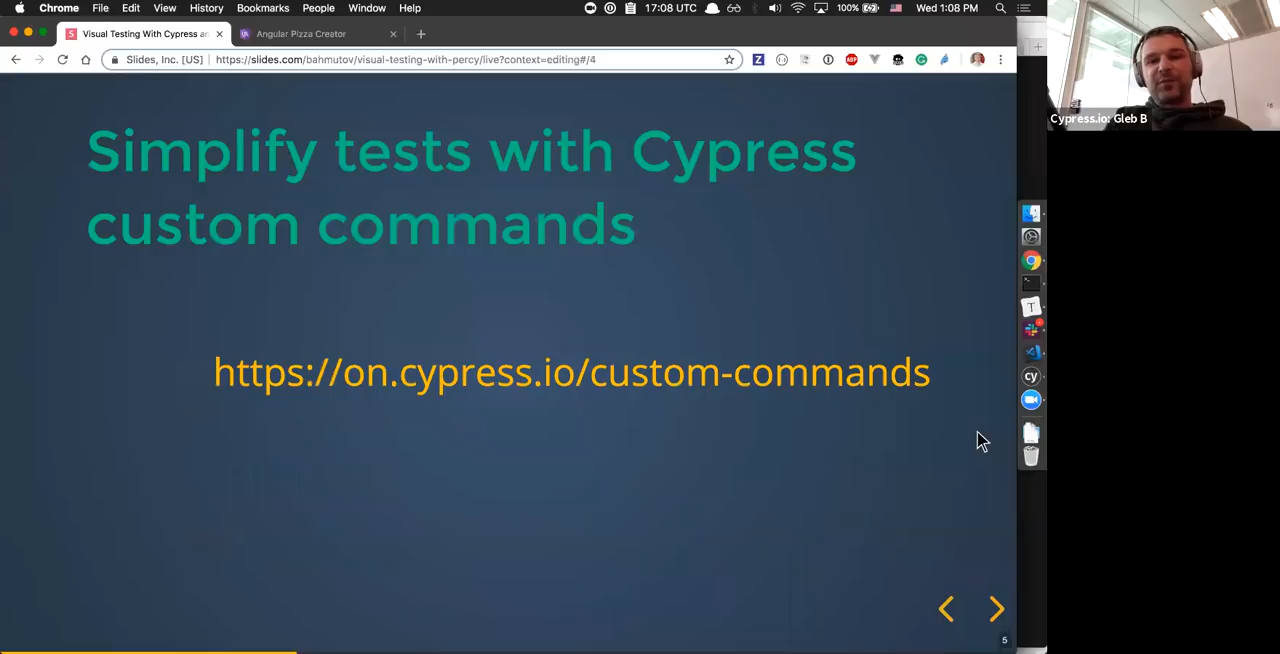 Chrome File Edit View History Bookmarks People Window Help 17:08 UTC 100% Wed 1:08 PM
Visual Testing With Cypress an Angular Pizza Creator
Slides, Inc. [US] https://slides.com/bahmutov/visual-testing-with-percy/live?context=editing#/4
Simplify tests with Cypress
custom commands
https://on.cypress.io/custom-commands
5
Cypress.io: Gleb B
cy